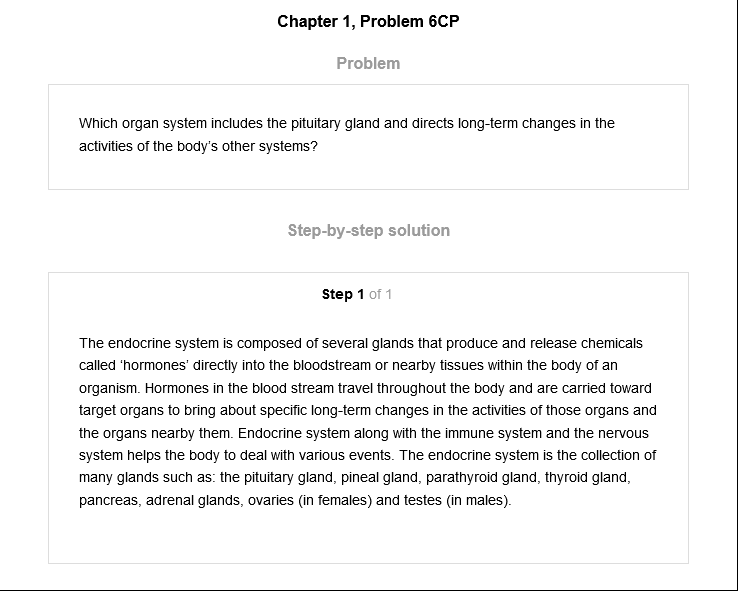 Chapter 1, Problem 6CP
Problem
Which organ system includes the pituitary gland and directs long-term changes in the
activities of the body's other systems?
Step-by-step solution
Step 1 of 1
The endocrine system is composed of several glands that produce and release chemicals
called ‘hormones’ directly into the bloodstream or nearby tissues within the body of an
organism. Hormones in the blood stream travel throughout the body and are carried toward
target organs to bring about specific long-term changes in the activities of those organs and
the organs nearby them. Endocrine system along with the immune system and the nervous
system helps the body to deal with various events. The endocrine system is the collection of
many glands such as: the pituitary gland, pineal gland, parathyroid gland, thyroid gland,
pancreas, adrenal glands, ovaries (in females) and testes (in males).